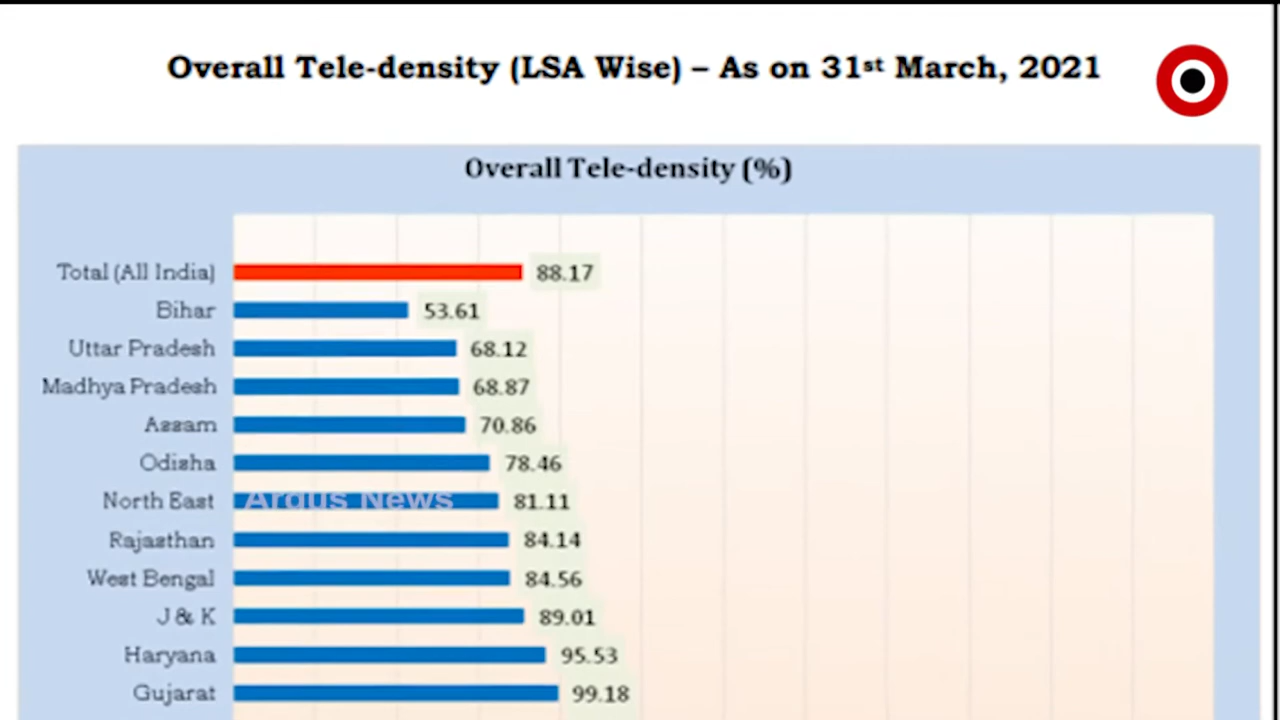 Overall Tele-density (LSA Wise) – As on 31st March, 2021
Overall Tele-density (%)
Total (All India) 88.17
Bihar 53.61
Uttar Pradesh 68.12
Madhya Pradesh 68.87
Assam 70.86
Odisha 78.46
North East 81.11
Argus News
Rajasthan 84.14
West Bengal 84.56
J & K 89.01
Haryana 95.53
Gujarat 99.18